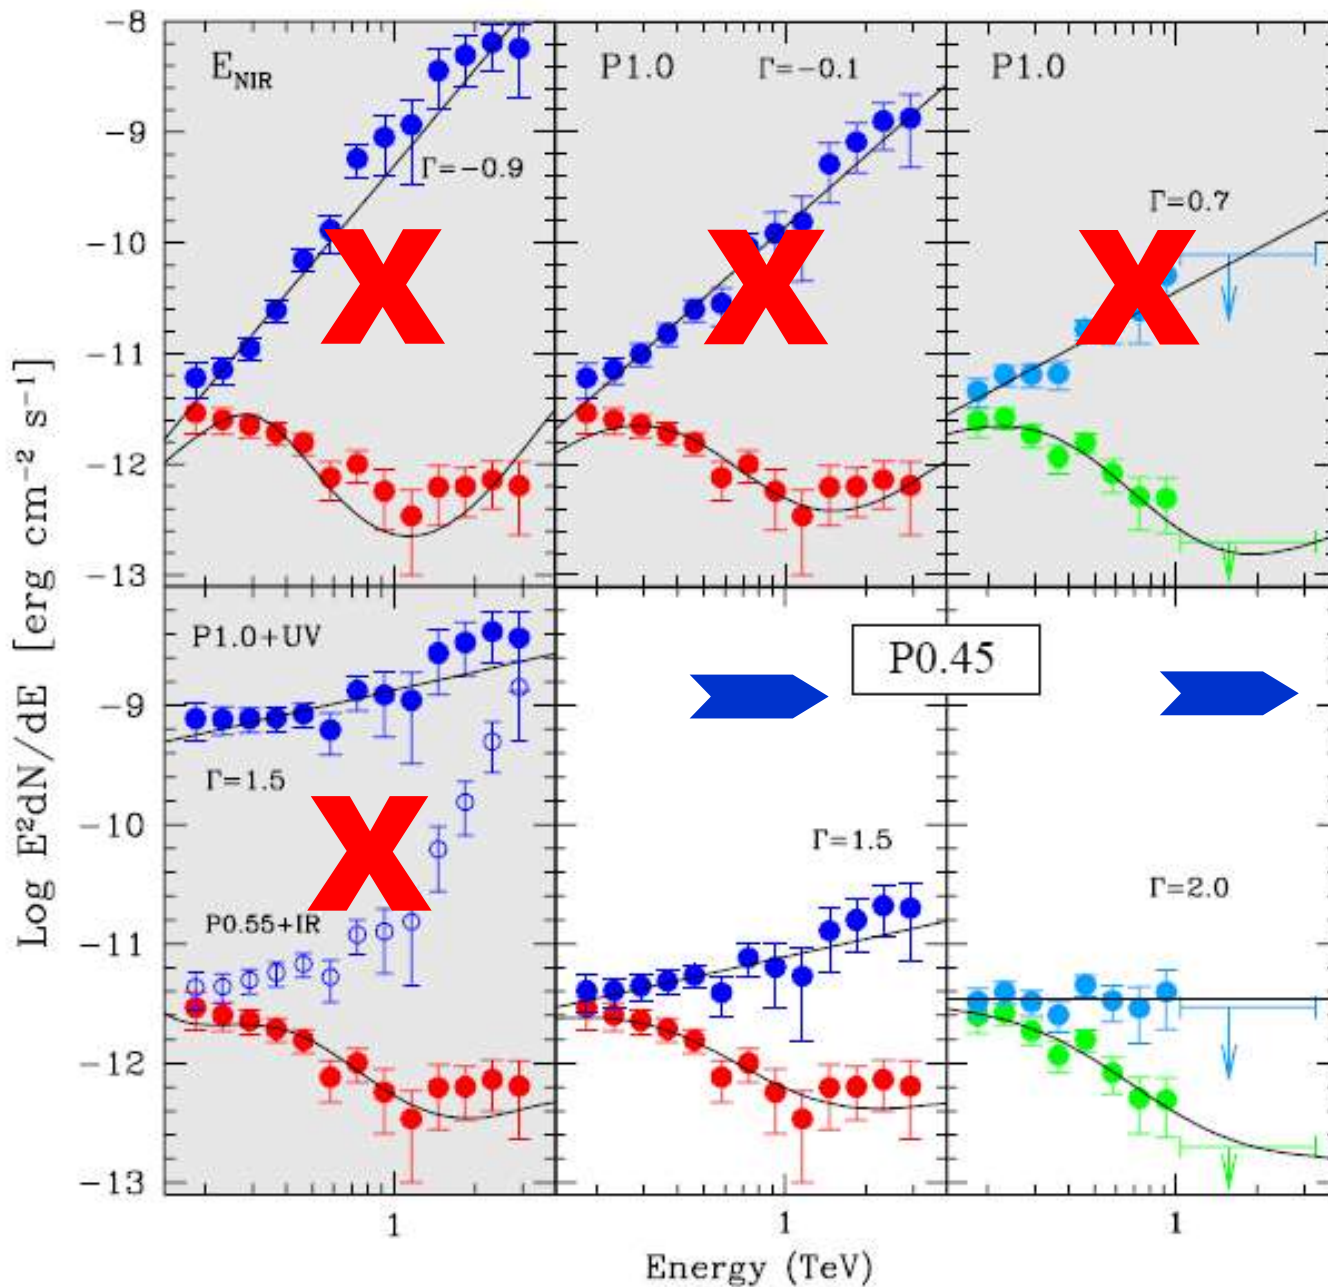 Log E²dN/dE [erg cm⁻² s⁻¹]
-8
-9
-10
-11
-12
-13
E_NIR
Γ=-0.9
P1.0
Γ=-0.1
P1.0
Γ=0.7
-9
-10
-11
-12
-13
P1.0+UV
Γ=1.5
P0.55+IR
P0.45
Γ=1.5
Γ=2.0
1
1
1
Energy (TeV)